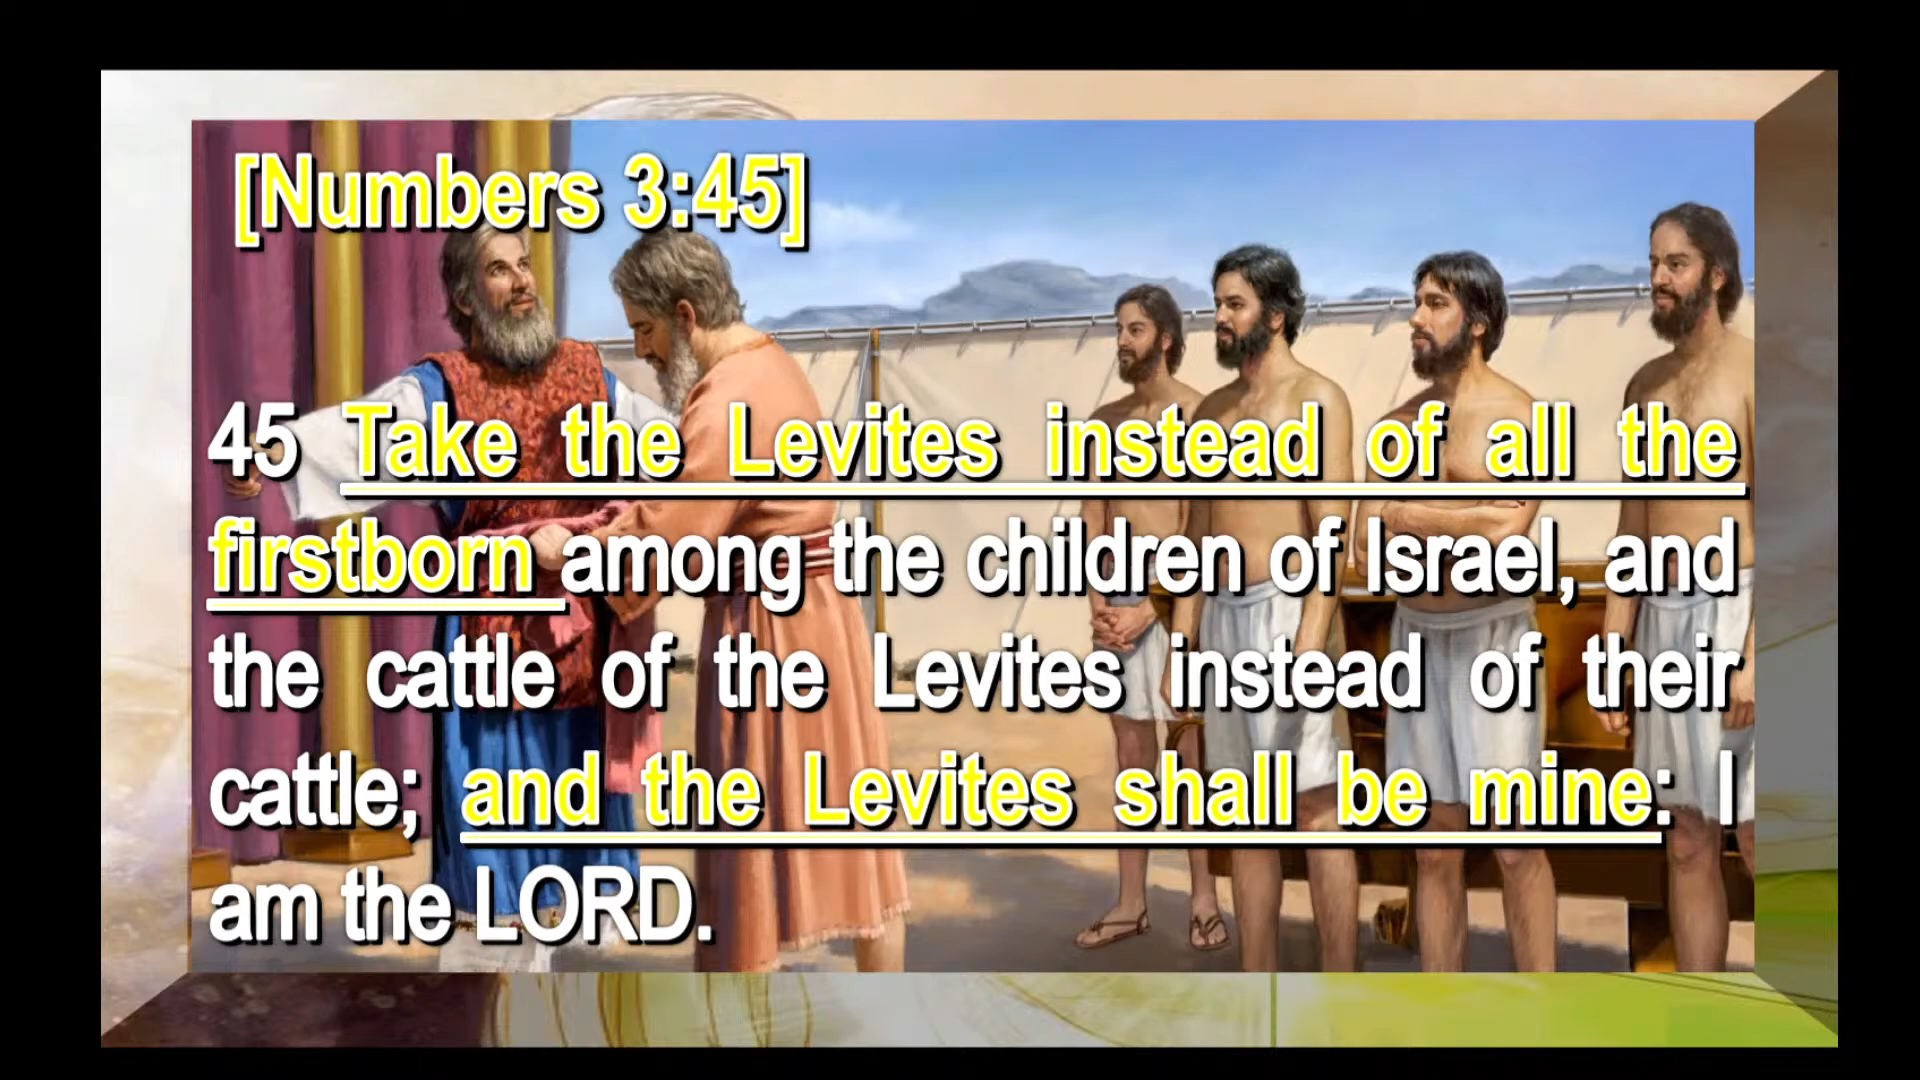 [Numbers 3:45]
45 Take the Levites instead of all the
firstborn among the children of Israel, and
the cattle of the Levites instead of their
cattle; and the Levites shall be mine: I
am the LORD.